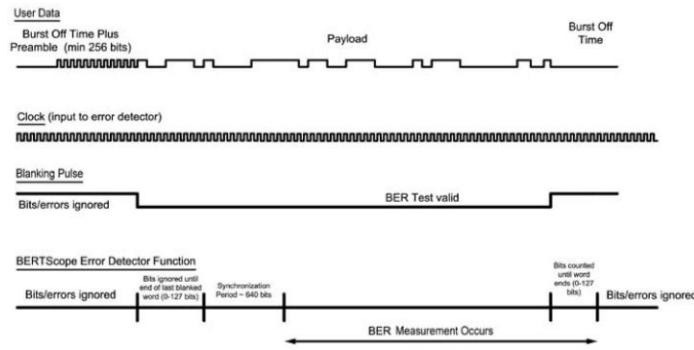 User Data
Burst Off Time Plus
Preamble (min 256 bits)
Payload
Burst Off
Time
Clock (input to error detector)
Blanking Pulse
Bits/errors ignored
BER Test valid
BERTScope Error Detector Function
Bits/errors ignored
Bits ignored until
end of last blanked
word (0-127 bits)
Synchronization
Period ~ 640 bits
Bits counted
until word
ends (0-127
bits)
Bits/errors ignored
BER Measurement Occurs